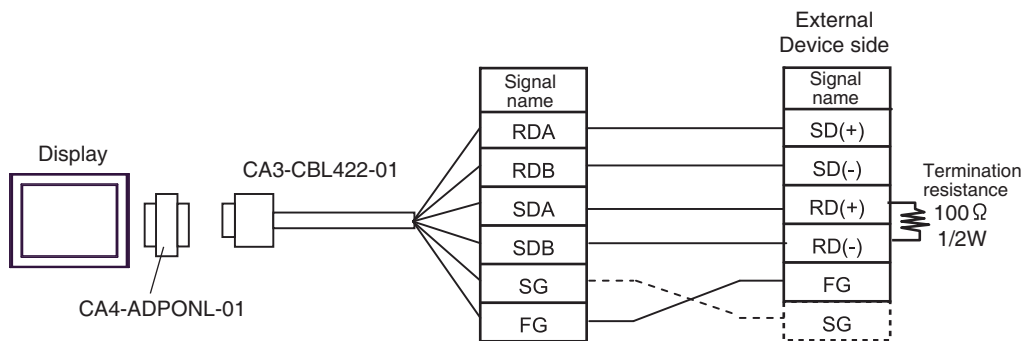 External
Device side
Signal
name
RDA
RDB
SDA
SDB
SG
FG
Signal
name
SD(+)
SD(-)
RD(+)
RD(-)
FG
SG
Display
CA3-CBL422-01
CA4-ADPONL-01
Termination
resistance
100Ω
1/2W